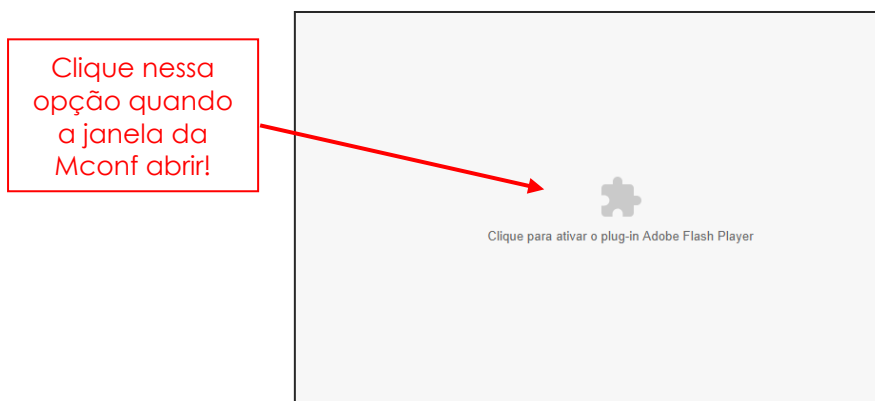 Clique nessa
opção quando
a janela da
Mconf abrir!
Clique para ativar o plug-in Adobe Flash Player